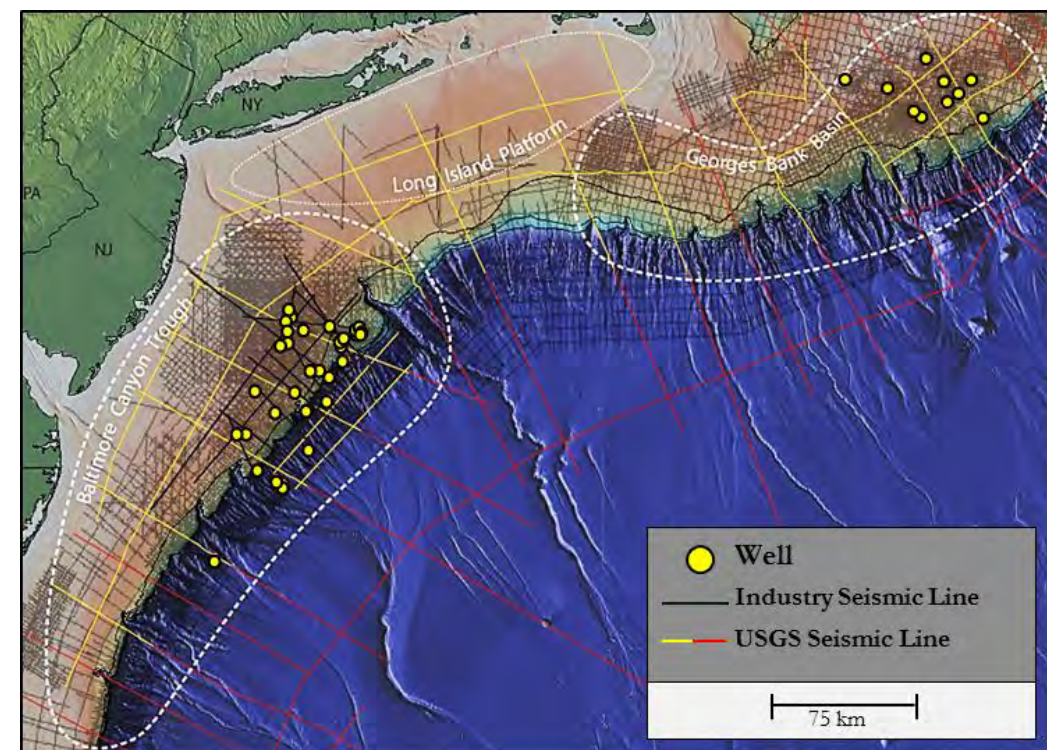 NY
PA
NJ
Long Island Platform
Georges Bank Basin
Baltimore Canyon Trough
Well
Industry Seismic Line
USGS Seismic Line
75 km